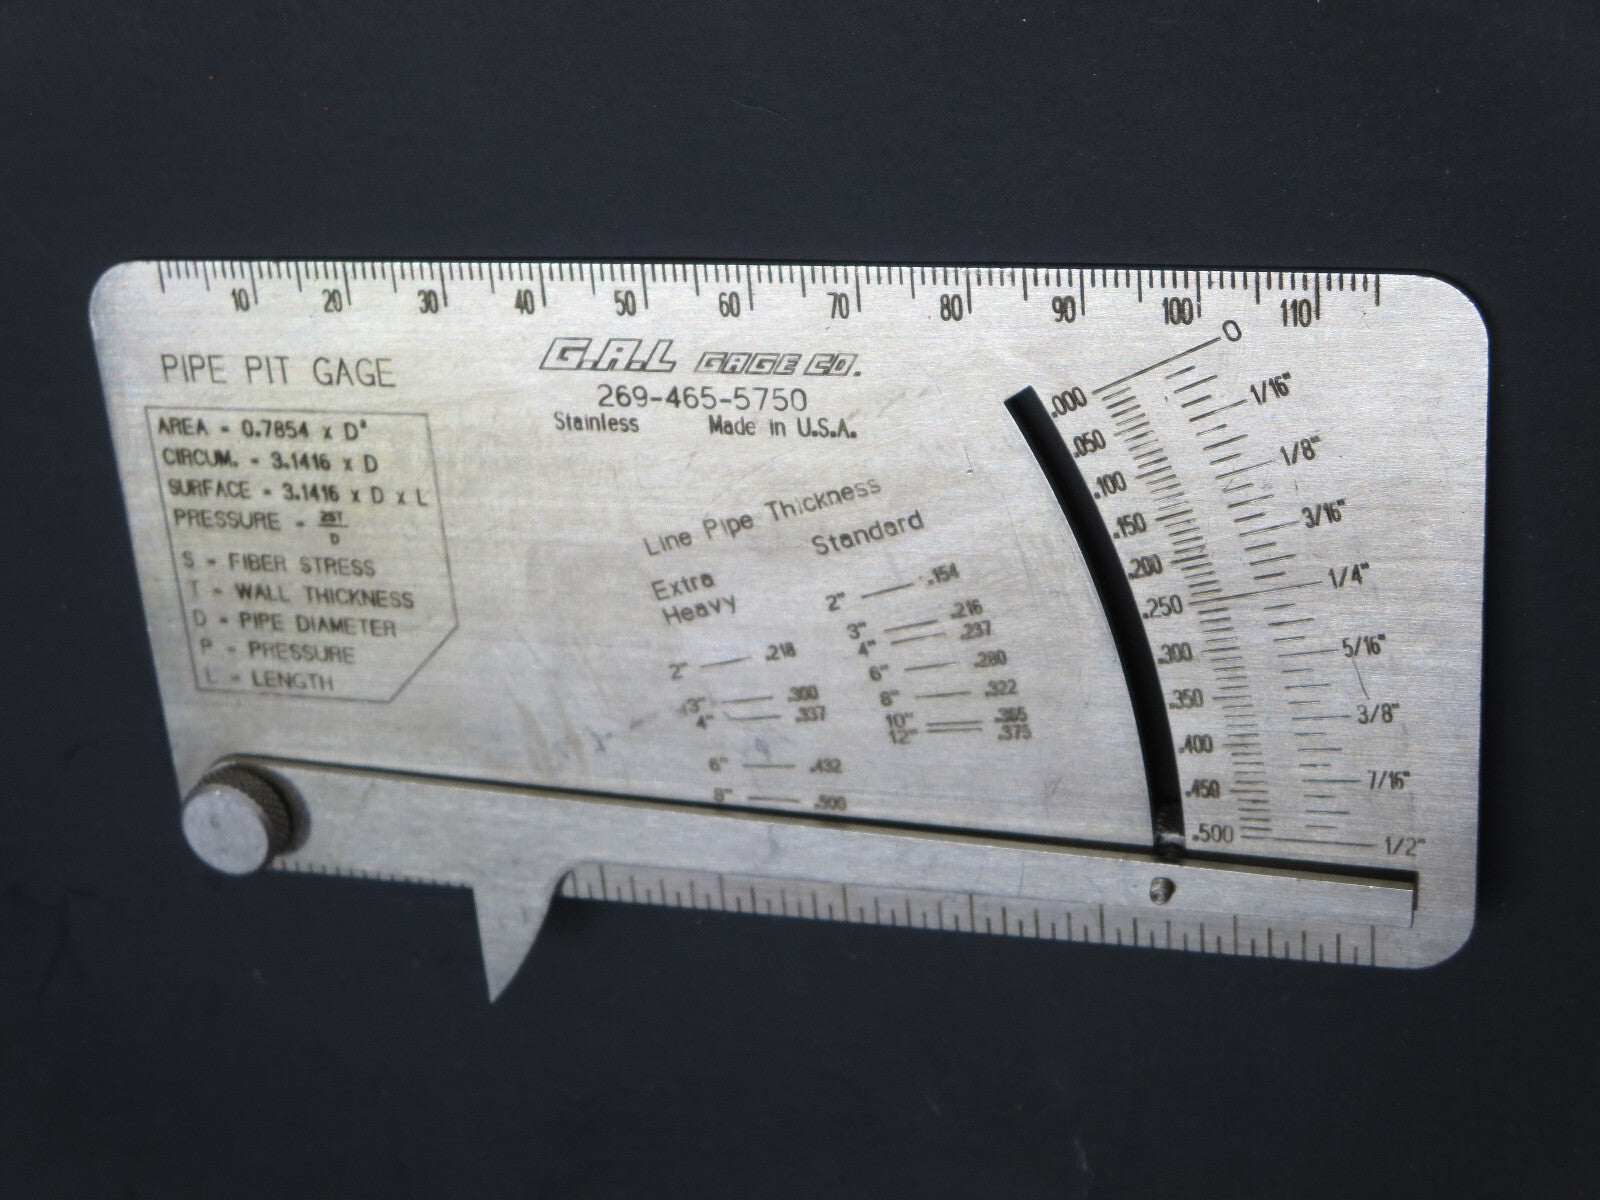 10 20 30 40 50 60 70 80 90 100 110
PIPE PIT GAGE
AREA = 0.7854 x D²
CIRCUM. = 3.1416 x D
SURFACE = 3.1416 x D x L
PRESSURE = 2ST
D
S = FIBER STRESS
T = WALL THICKNESS
D = PIPE DIAMETER
P = PRESSURE
L = LENGTH
G.A.L GAGE CO.
269-465-5750
Stainless Made in U.S.A.
Line Pipe Thickness
Extra
Heavy
2" .218
3" .300
4" .337
6" .432
8" .500
Standard
2" .154
3" .216
4" .237
6" .280
8" .322
10" .365
12" .375
.000 0
1/16"
.050
1/8"
.100
.150 3/16"
.200
.250 1/4"
.300 5/16"
.350
3/8"
.400
.450 7/16"
.500 1/2"